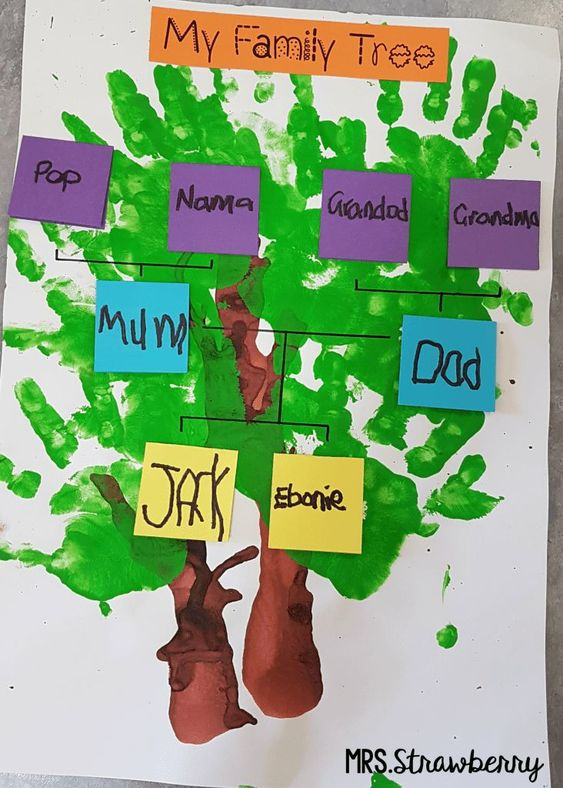 My Family Tree
Pop
Nama
Grandad
Grandma
Mum
Dad
JACK
Ebonie
MRS.Strawberry